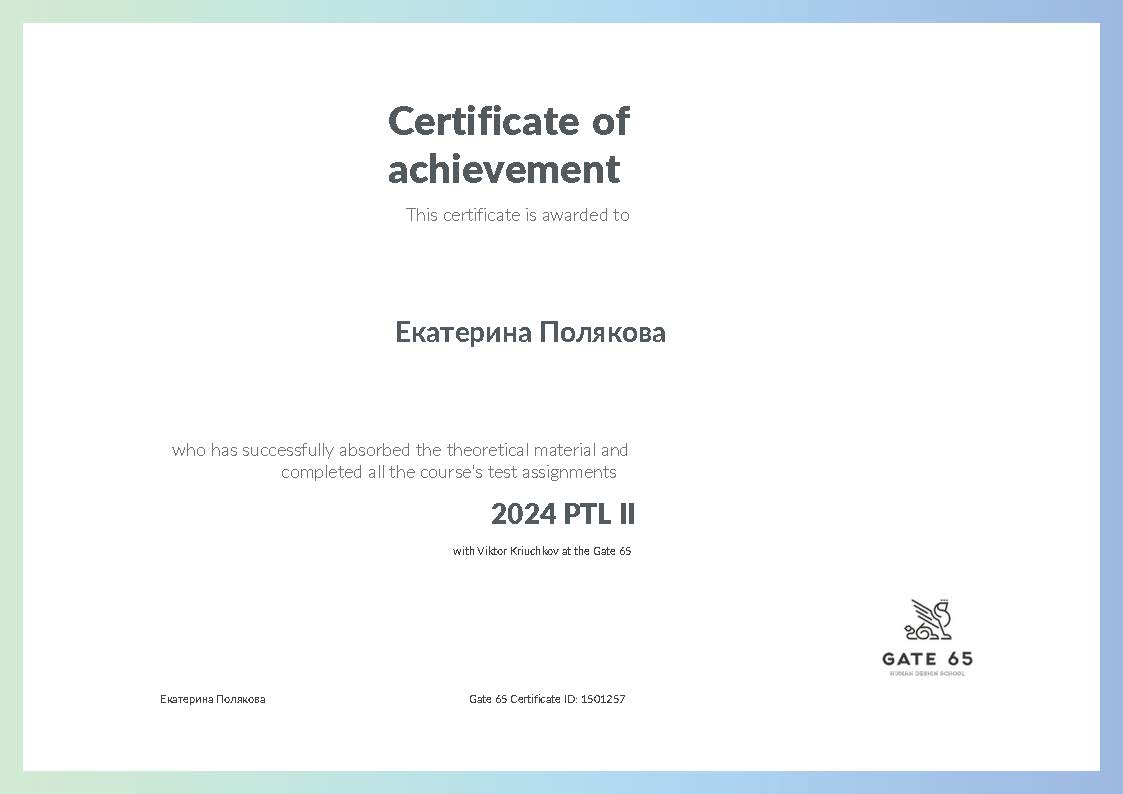 Certificate of
achievement
This certificate is awarded to
Екатерина Полякова
who has successfully absorbed the theoretical material and
completed all the course's test assignments
2024 PTL II
with Viktor Kriuchkov at the Gate 65
GATE 65
HUMAN DESIGN SCHOOL
Екатерина Полякова
Gate 65 Certificate ID: 1501257